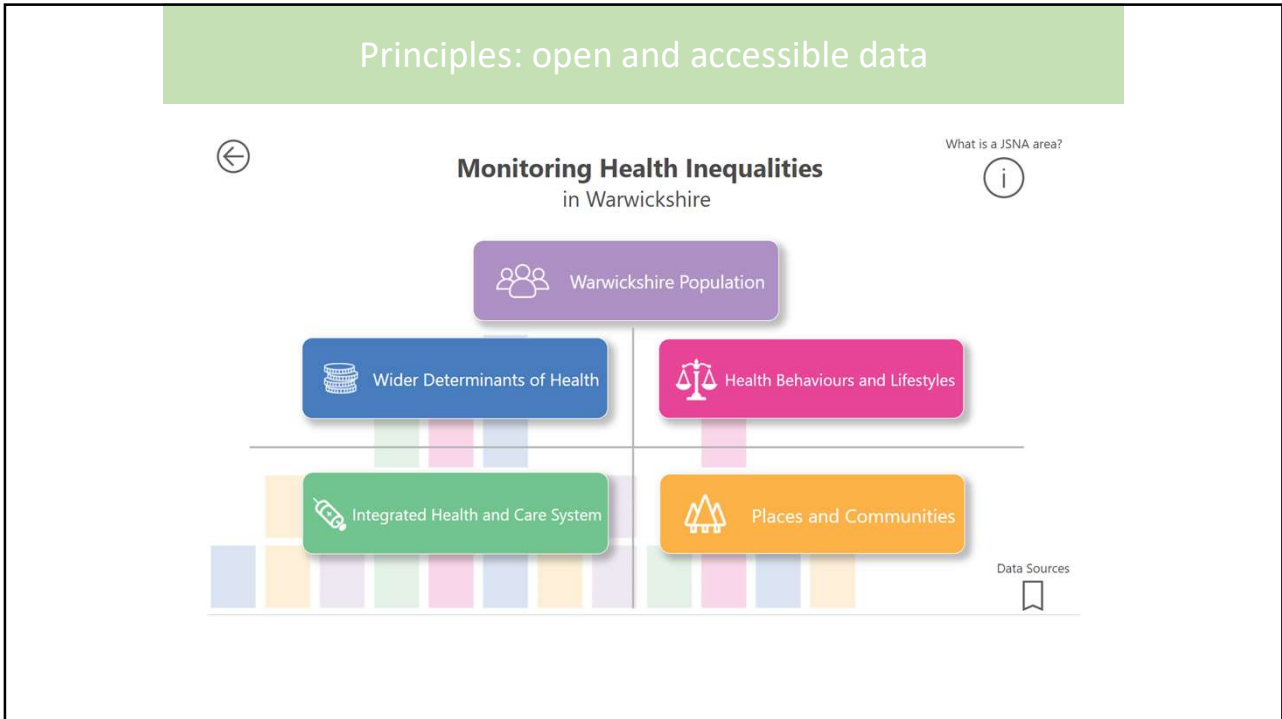 Principles: open and accessible data
What is a JSNA area?
i
Monitoring Health Inequalities
in Warwickshire
Warwickshire Population
Wider Determinants of Health
Health Behaviours and Lifestyles
Integrated Health and Care System
Places and Communities
Data Sources